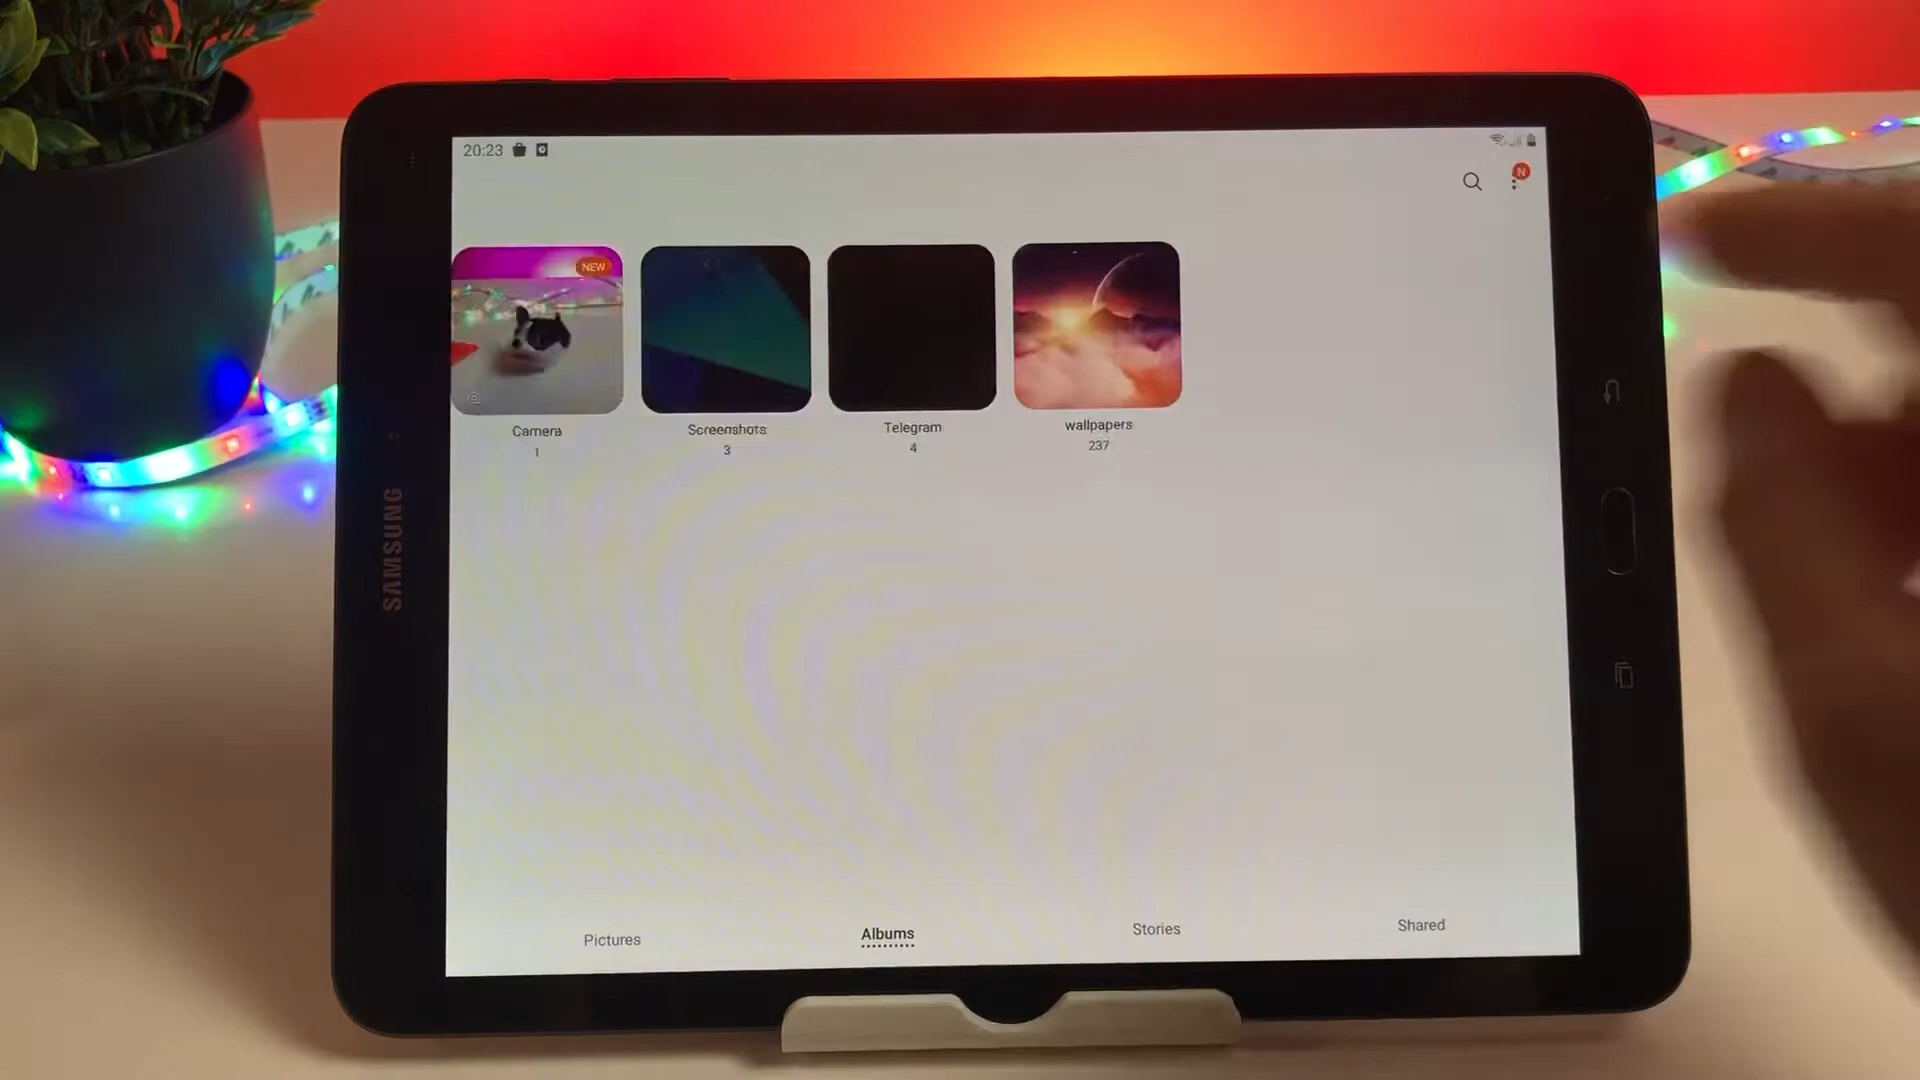 20:23
N
NEW
Camera
1
Screenshots
3
Telegram
4
wallpapers
237
SAMSUNG
Pictures
Albums
Stories
Shared